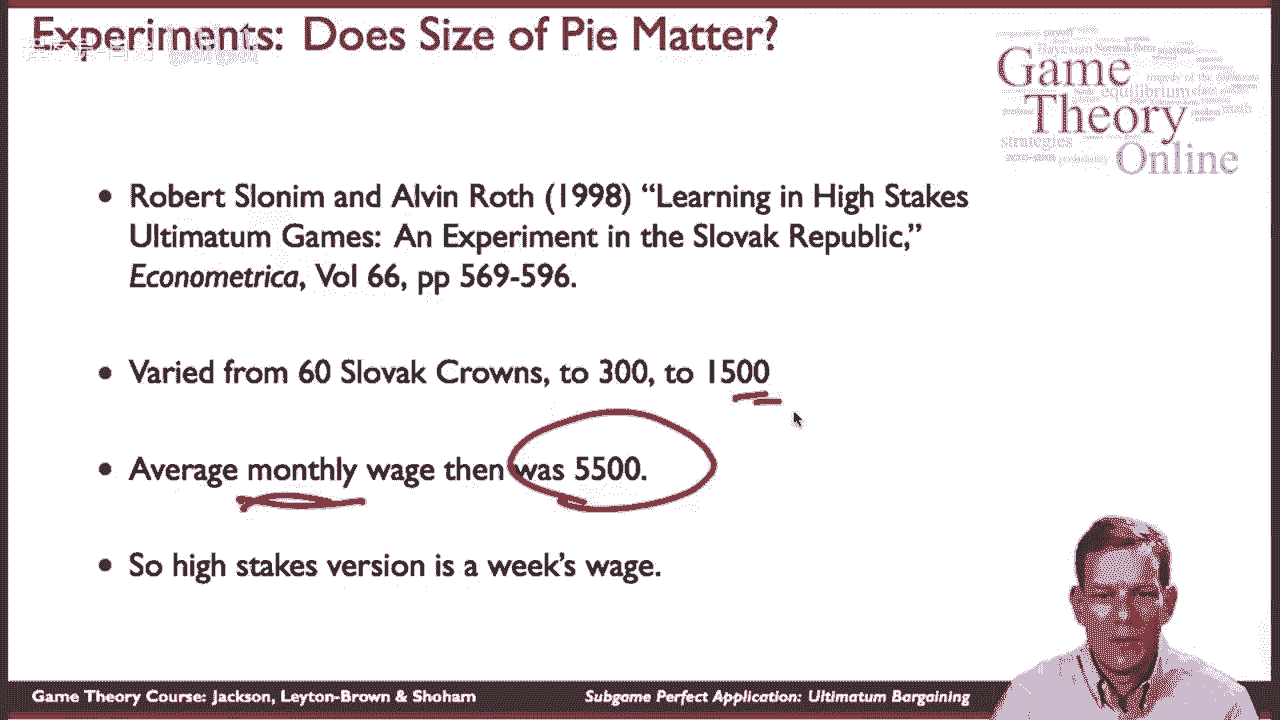 Experiments: Does Size of Pie Matter?
Game
Theory
Online
equilibrium
strategies
Robert Slonim and Alvin Roth (1998) “Learning in High Stakes
Ultimatum Games: An Experiment in the Slovak Republic,”
Econometrica, Vol 66, pp 569-596.
Varied from 60 Slovak Crowns, to 300, to 1500
Average monthly wage then was 5500.
So high stakes version is a week’s wage.
Game Theory Course: Jackson, Leyton-Brown & Shoham
Subgame Perfect Application: Ultimatum Bargaining